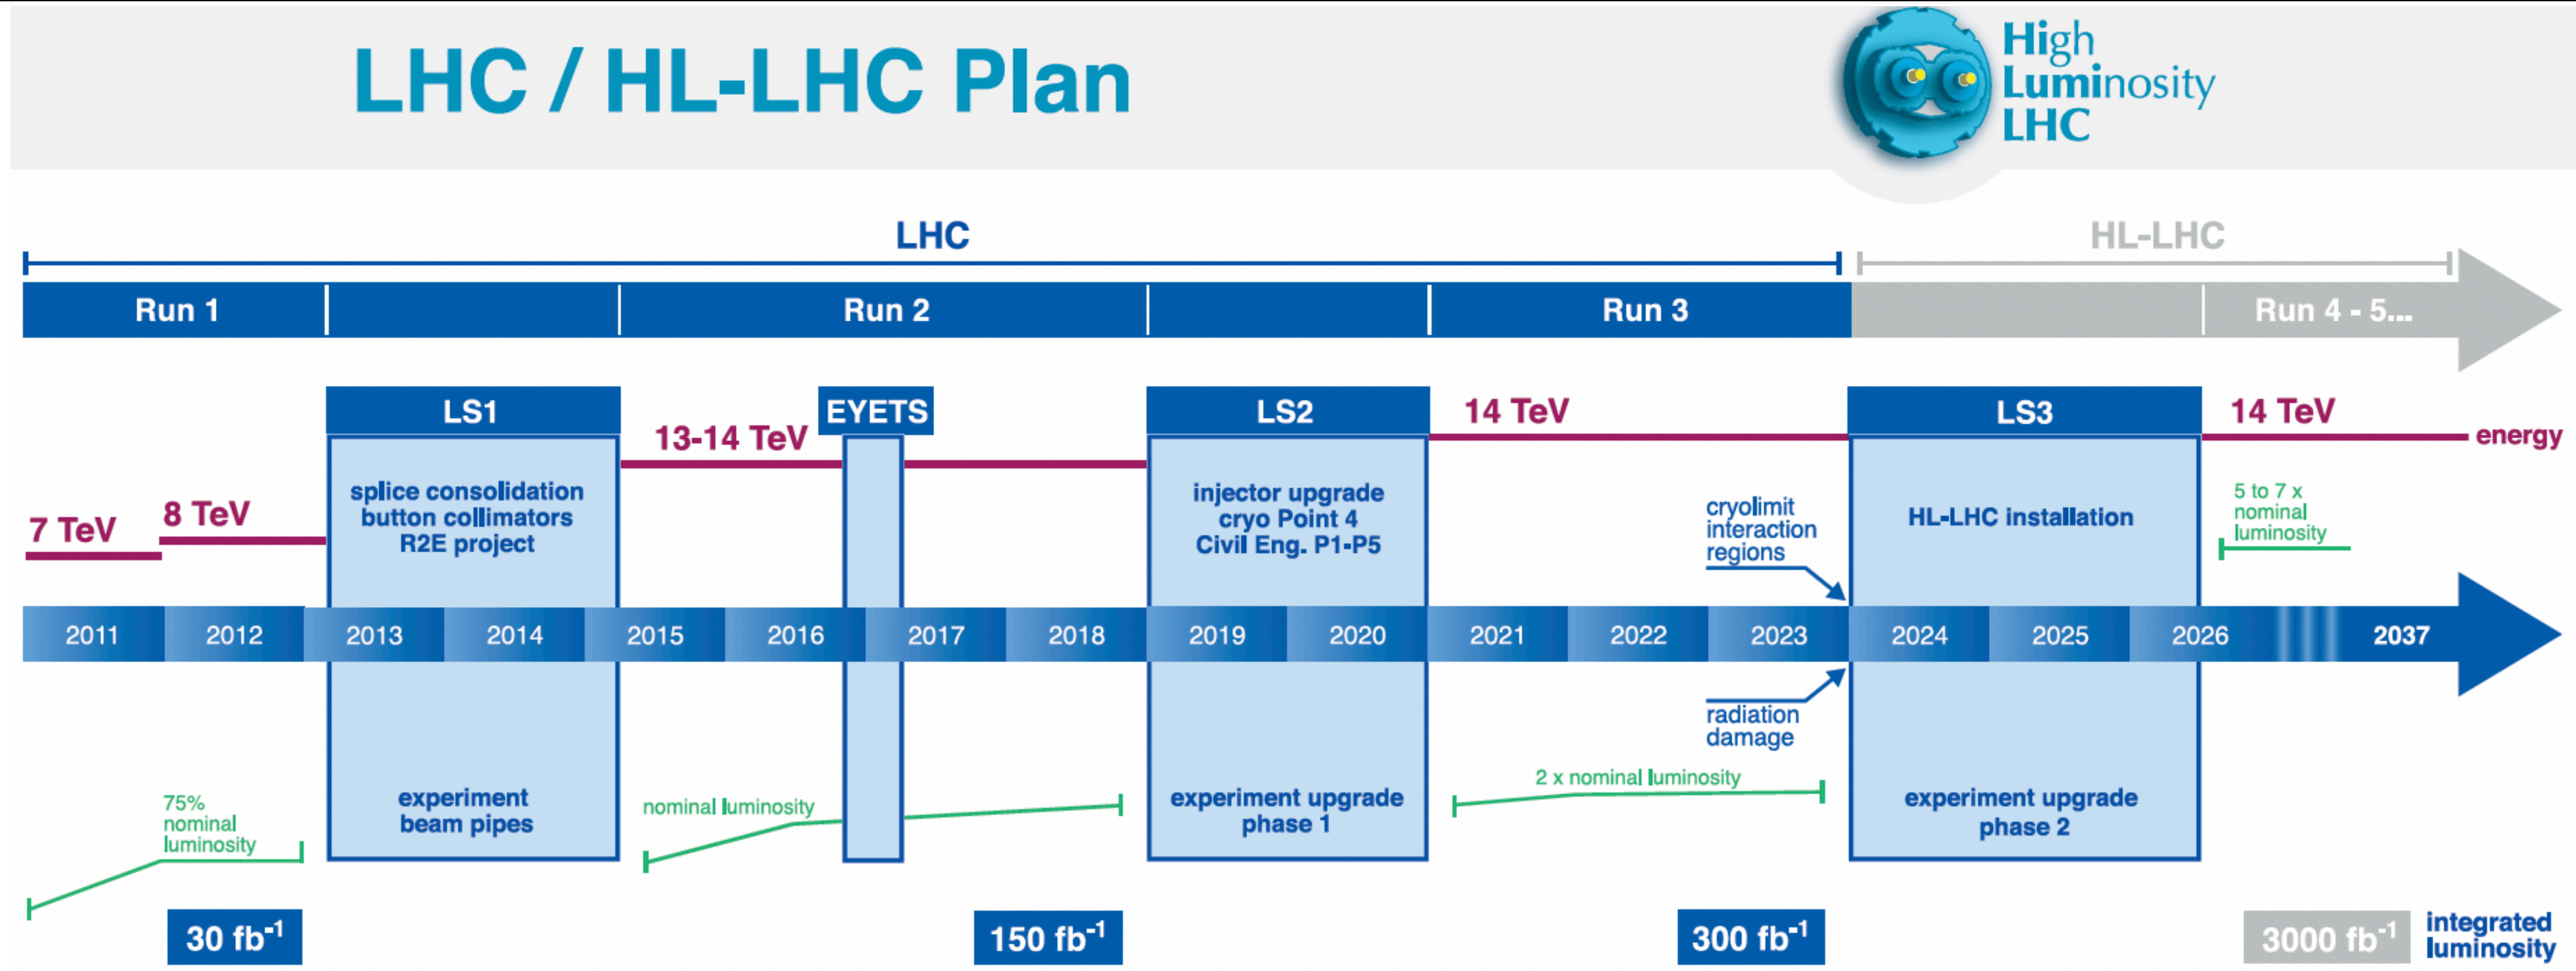 LHC / HL-LHC Plan
High
Luminosity
LHC
LHC
HL-LHC
Run 1
Run 2
Run 3
Run 4 - 5...
LS1
EYETS
LS2
14 TeV
LS3
14 TeV
13-14 TeV
energy
7 TeV
8 TeV
splice consolidation
button collimators
R2E project
injector upgrade
cryo Point 4
Civil Eng. P1-P5
cryolimit
interaction
regions
HL-LHC installation
5 to 7 x
nominal
luminosity
2011
2012
2013
2014
2015
2016
2017
2018
2019
2020
2021
2022
2023
2024
2025
2026
2037
radiation
damage
75%
nominal
luminosity
experiment
beam pipes
nominal luminosity
experiment upgrade
phase 1
2 x nominal luminosity
experiment upgrade
phase 2
30 fb⁻¹
150 fb⁻¹
300 fb⁻¹
3000 fb⁻¹
integrated
luminosity